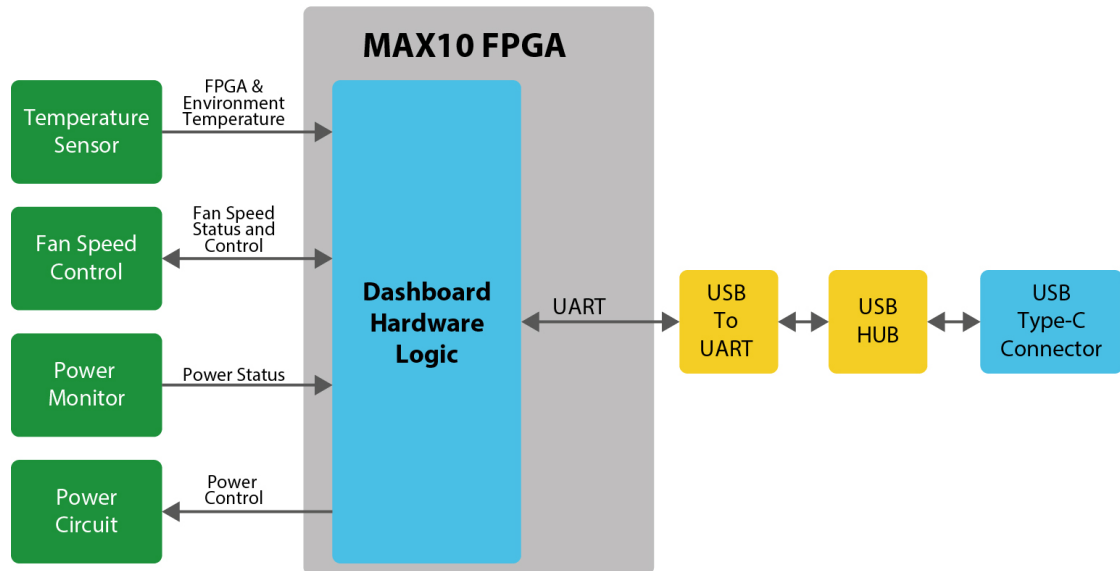 MAX10 FPGA
Temperature
Sensor
FPGA &
Environment
Temperature
Fan Speed
Control
Fan Speed
Status and
Control
Power
Monitor
Power Status
Power
Circuit
Power
Control
Dashboard
Hardware
Logic
UART
USB
To
UART
USB
HUB
USB
Type-C
Connector